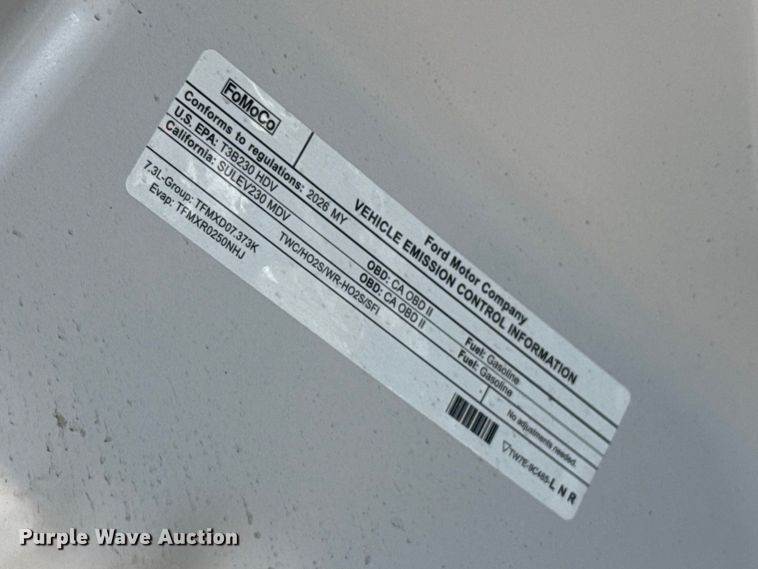 FoMoCo
Ford Motor Company
VEHICLE EMISSION CONTROL INFORMATION
Conforms to regulations: 2026 MY
U.S. EPA: T3B230 HDV OBD: CA OBD II Fuel: Gasoline
California: SULEV230 MDV OBD: CA OBD II Fuel: Gasoline
TWC/HO2S/WR-HO2S/SFI No adjustments needed.
7.3L-Group: TFMXD07.373K
Evap: TFMXR0250NHJ
TW7E-9C485-L N R
Purple Wave Auction